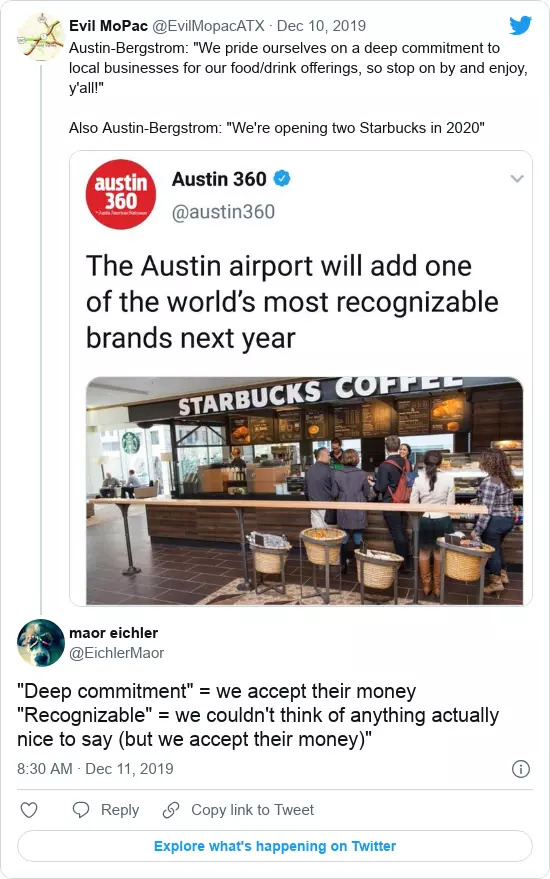 Evil MoPac @EvilMopacATX · Dec 10, 2019
Austin-Bergstrom: "We pride ourselves on a deep commitment to
local businesses for our food/drink offerings, so stop on by and enjoy,
y'all!"
Also Austin-Bergstrom: "We're opening two Starbucks in 2020"
austin
360
Austin 360
@austin360
The Austin airport will add one
of the world's most recognizable
brands next year
STARBUCKS COFFEE
maor eichler
@EichlerMaor
"Deep commitment" = we accept their money
"Recognizable" = we couldn't think of anything actually
nice to say (but we accept their money)"
8:30 AM · Dec 11, 2019
Reply
Copy link to Tweet
Explore what's happening on Twitter